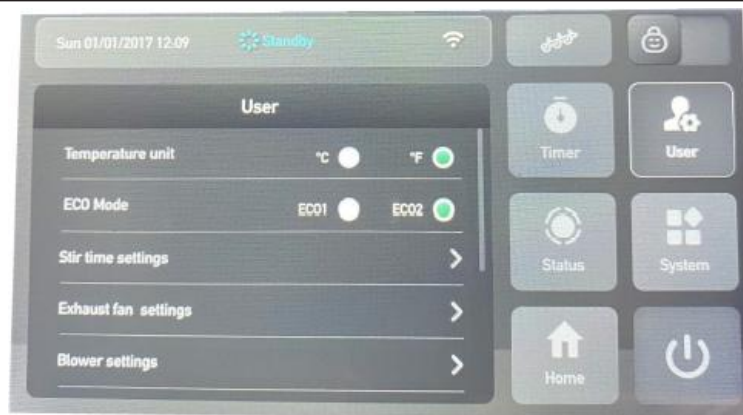 Sun 01/01/2017 12:09 Standby
User
Temperature unit °C °F
ECO Mode ECO1 ECO2
Stir time settings
Exhaust fan settings
Blower settings
Timer User
Status System
Home